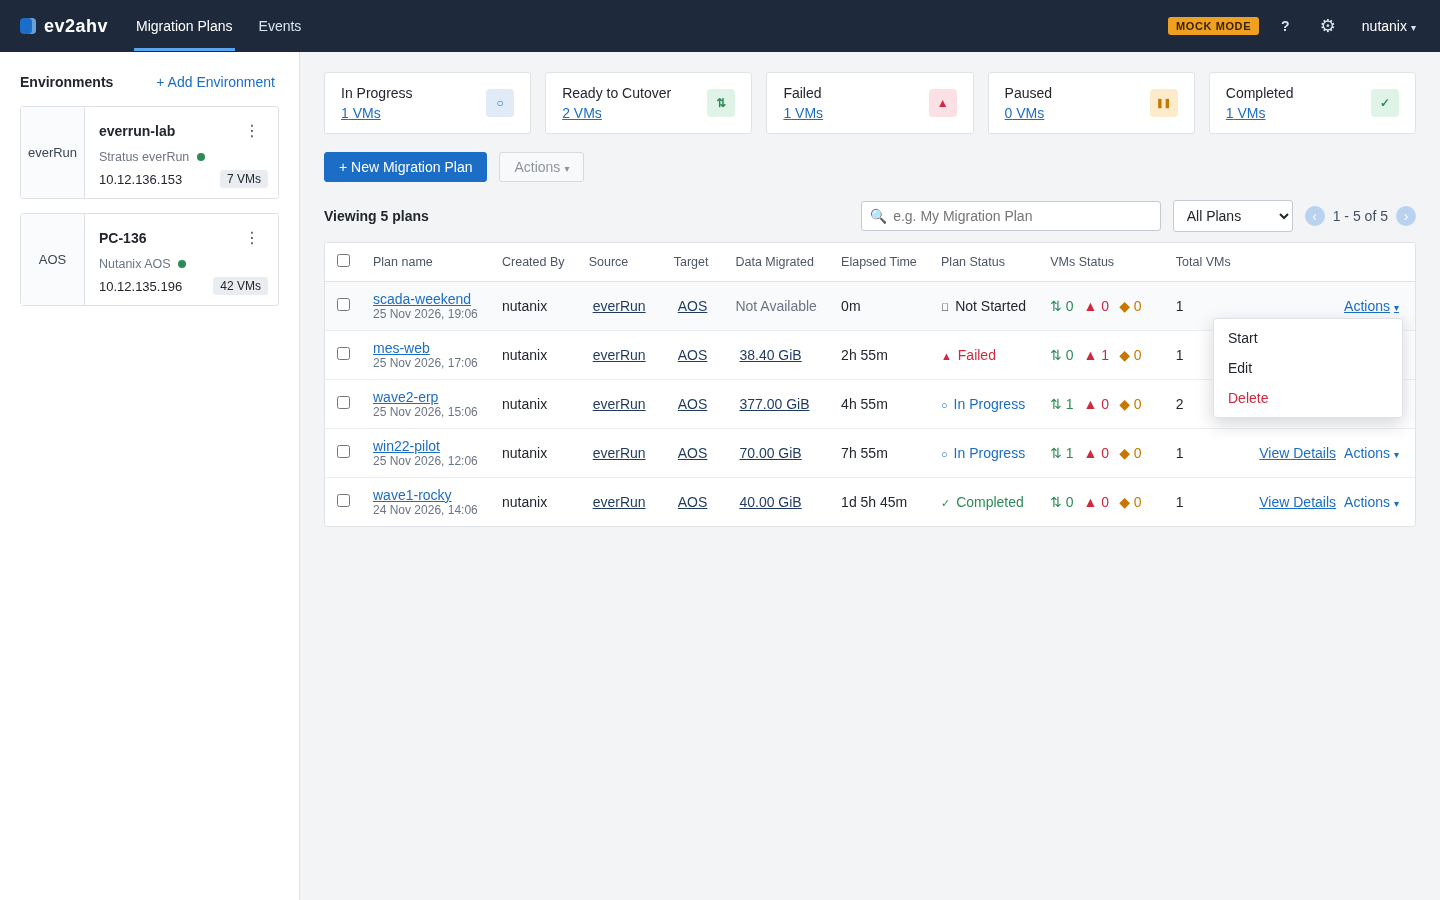 ev2ahv Migration Plans Events MOCK MODE ? nutanix
Environments + Add Environment
everRun everrun-lab
Stratus everRun
10.12.136.153 7 VMs
AOS PC-136
Nutanix AOS
10.12.135.196 42 VMs
In Progress
1 VMs
Ready to Cutover
2 VMs
Failed
1 VMs
Paused
0 VMs
Completed
1 VMs
+ New Migration Plan Actions
Viewing 5 plans e.g. My Migration Plan All Plans 1 - 5 of 5
Plan name Created By Source Target Data Migrated Elapsed Time Plan Status VMs Status Total VMs
scada-weekend nutanix everRun AOS Not Available 0m Not Started 0 0 0 1 Actions
25 Nov 2026, 19:06
mes-web nutanix everRun AOS 38.40 GiB 2h 55m Failed 0 1 0 1
25 Nov 2026, 17:06
wave2-erp nutanix everRun AOS 377.00 GiB 4h 55m In Progress 1 0 0 2
25 Nov 2026, 15:06
win22-pilot nutanix everRun AOS 70.00 GiB 7h 55m In Progress 1 0 0 1 View Details Actions
25 Nov 2026, 12:06
wave1-rocky nutanix everRun AOS 40.00 GiB 1d 5h 45m Completed 0 0 0 1 View Details Actions
24 Nov 2026, 14:06
Start
Edit
Delete